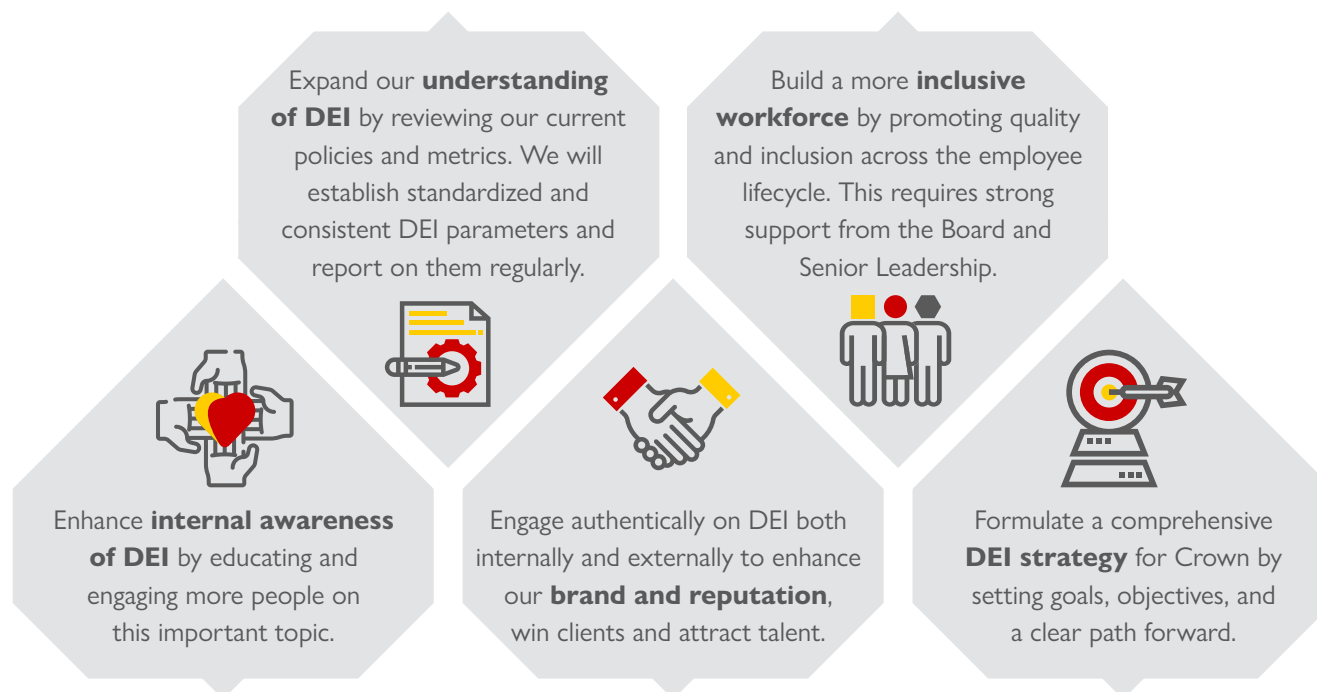 Expand our understanding
of DEI by reviewing our current
policies and metrics. We will
establish standardized and
consistent DEI parameters and
report on them regularly.
Build a more inclusive
workforce by promoting quality
and inclusion across the employee
lifecycle. This requires strong
support from the Board and
Senior Leadership.
Enhance internal awareness
of DEI by educating and
engaging more people on
this important topic.
Engage authentically on DEI both
internally and externally to enhance
our brand and reputation,
win clients and attract talent.
Formulate a comprehensive
DEI strategy for Crown by
setting goals, objectives, and
a clear path forward.